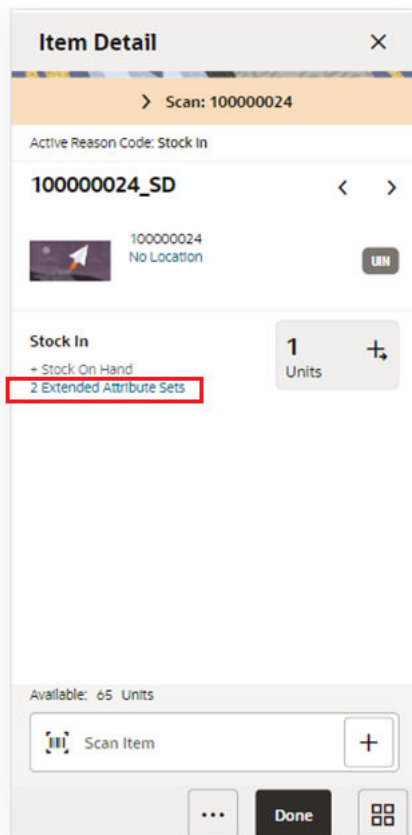 Item Detail
Scan: 100000024
Active Reason Code: Stock In
100000024_SD
100000024
No Location
UIN
Stock In
+ Stock On Hand
2 Extended Attribute Sets
1
Units
Available: 65 Units
Scan Item
Done